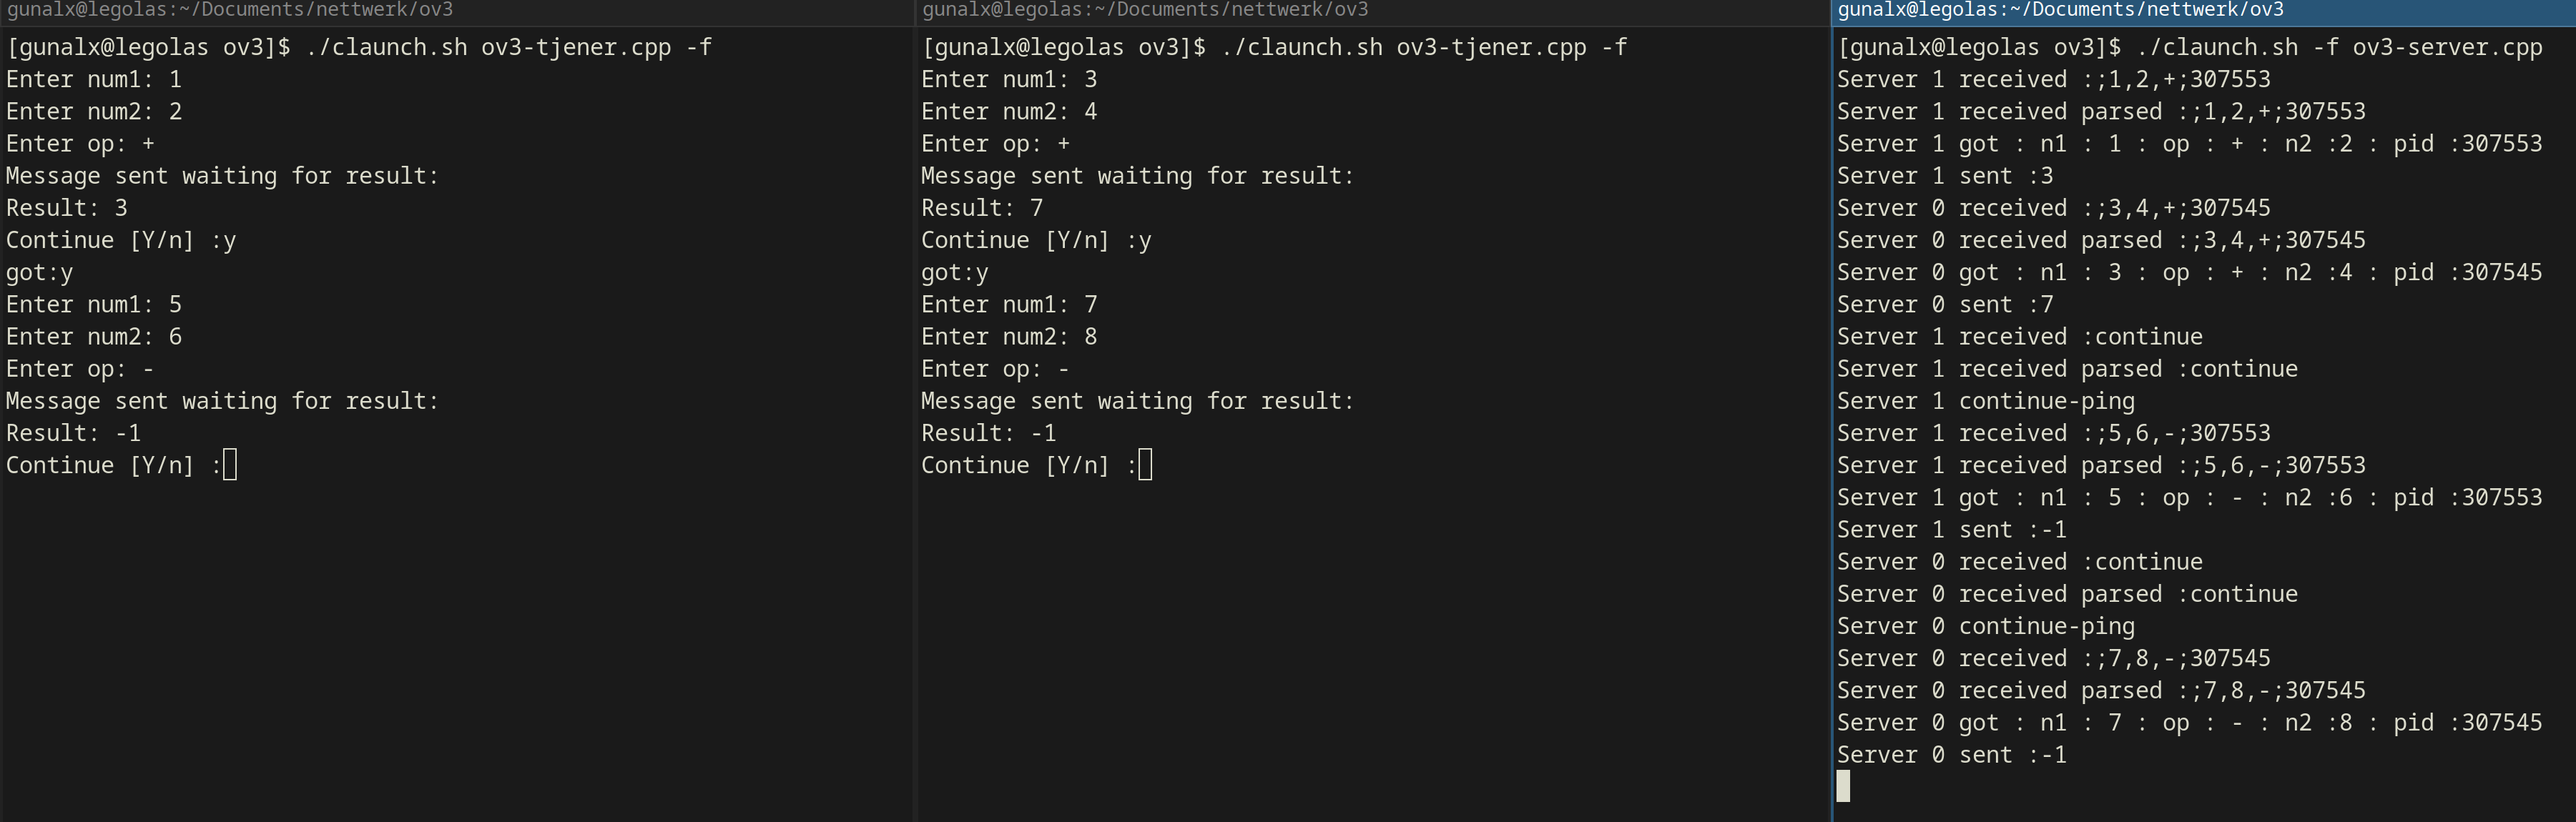 gunalx@legolas:~/Documents/nettwerk/ov3
[gunalx@legolas ov3]$ ./claunch.sh ov3-tjener.cpp -f
Enter num1: 1
Enter num2: 2
Enter op: +
Message sent waiting for result:
Result: 3
Continue [Y/n] :y
got:y
Enter num1: 5
Enter num2: 6
Enter op: -
Message sent waiting for result:
Result: -1
Continue [Y/n] :
gunalx@legolas:~/Documents/nettwerk/ov3
[gunalx@legolas ov3]$ ./claunch.sh ov3-tjener.cpp -f
Enter num1: 3
Enter num2: 4
Enter op: +
Message sent waiting for result:
Result: 7
Continue [Y/n] :y
got:y
Enter num1: 7
Enter num2: 8
Enter op: -
Message sent waiting for result:
Result: -1
Continue [Y/n] :
gunalx@legolas:~/Documents/nettwerk/ov3
[gunalx@legolas ov3]$ ./claunch.sh -f ov3-server.cpp
Server 1 received :;1,2,+;307553
Server 1 received parsed :;1,2,+;307553
Server 1 got : n1 : 1 : op : + : n2 :2 : pid :307553
Server 1 sent :3
Server 0 received :;3,4,+;307545
Server 0 received parsed :;3,4,+;307545
Server 0 got : n1 : 3 : op : + : n2 :4 : pid :307545
Server 0 sent :7
Server 1 received :continue
Server 1 received parsed :continue
Server 1 continue-ping
Server 1 received :;5,6,-;307553
Server 1 received parsed :;5,6,-;307553
Server 1 got : n1 : 5 : op : - : n2 :6 : pid :307553
Server 1 sent :-1
Server 0 received :continue
Server 0 received parsed :continue
Server 0 continue-ping
Server 0 received :;7,8,-;307545
Server 0 received parsed :;7,8,-;307545
Server 0 got : n1 : 7 : op : - : n2 :8 : pid :307545
Server 0 sent :-1